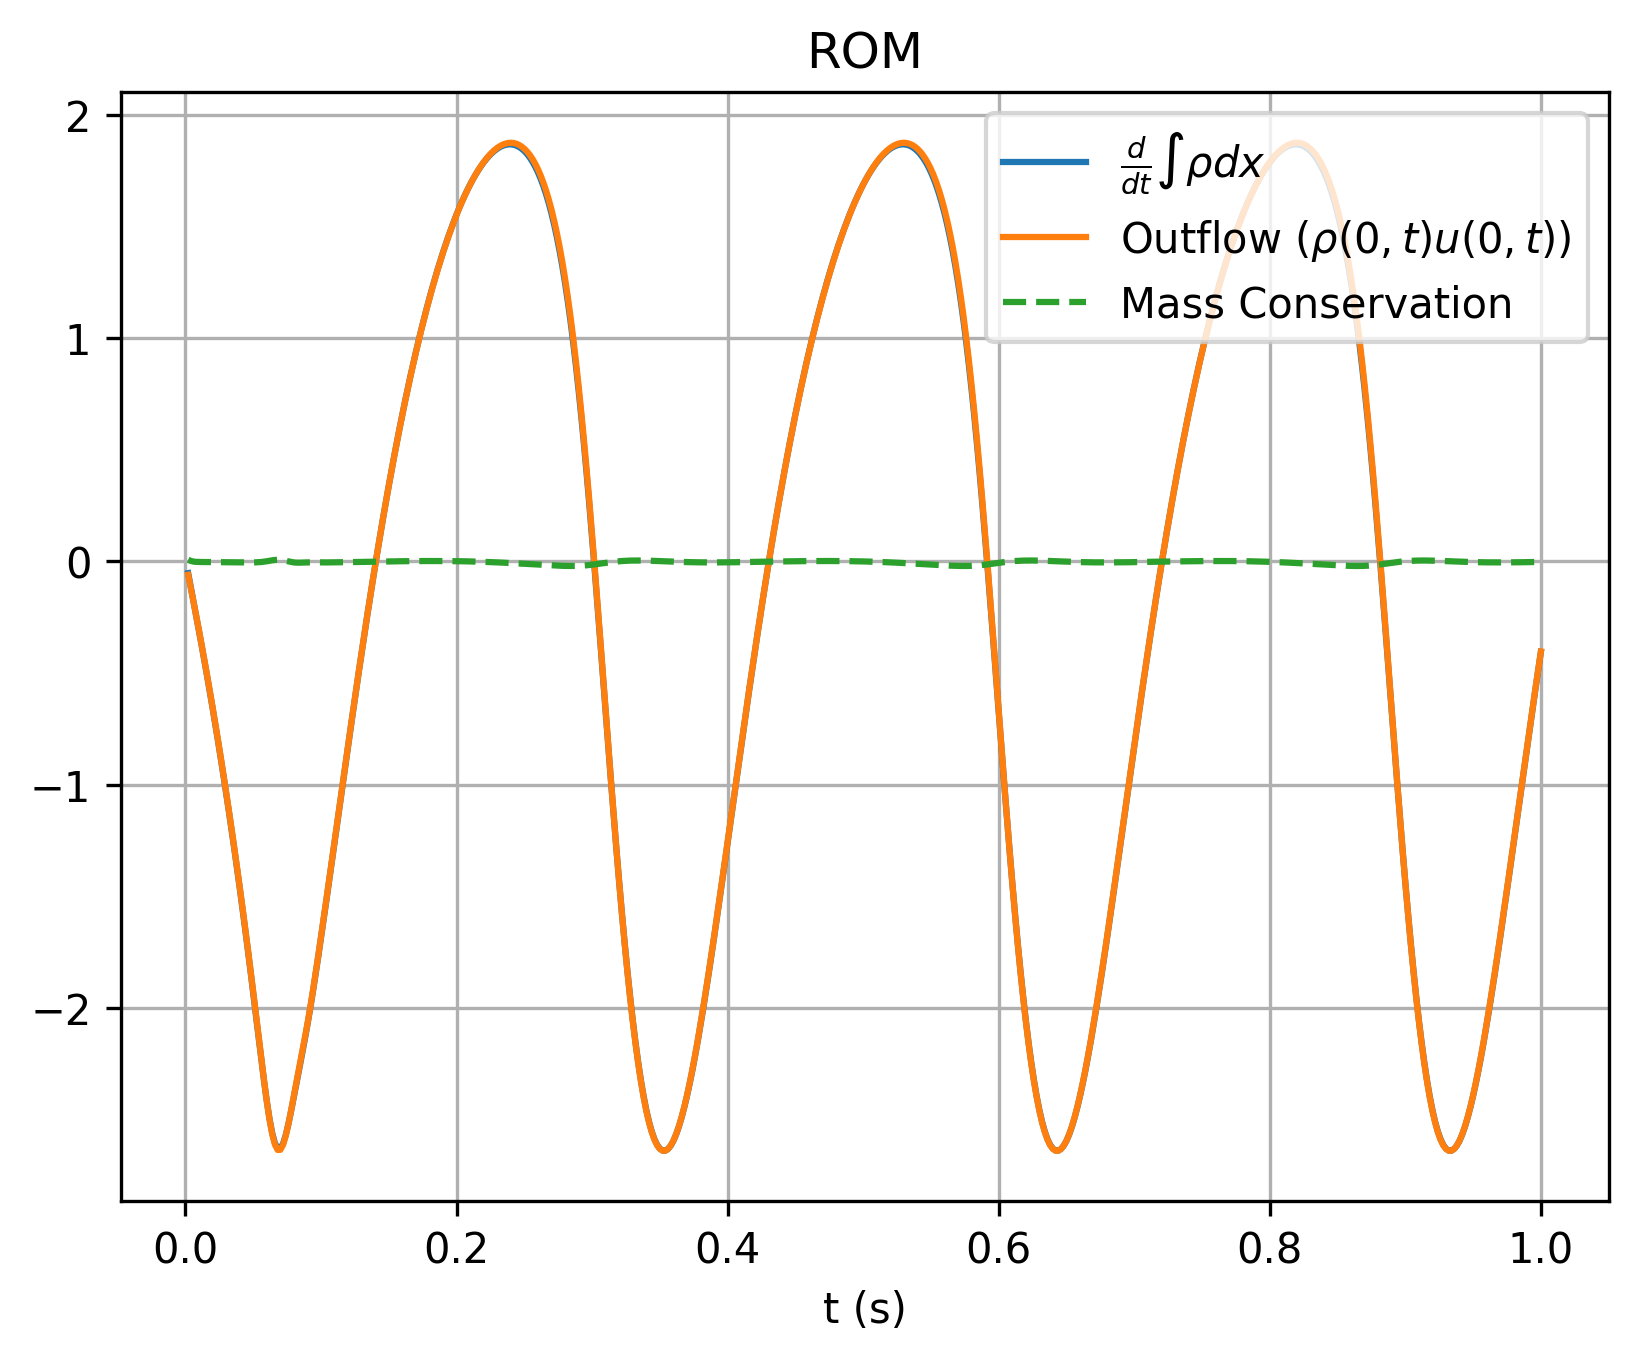 ROM
2
1
0
−1
−2
d/dt ∫ρdx
Outflow (ρ(0, t)u(0, t))
Mass Conservation
0.0 0.2 0.4 0.6 0.8 1.0
t (s)